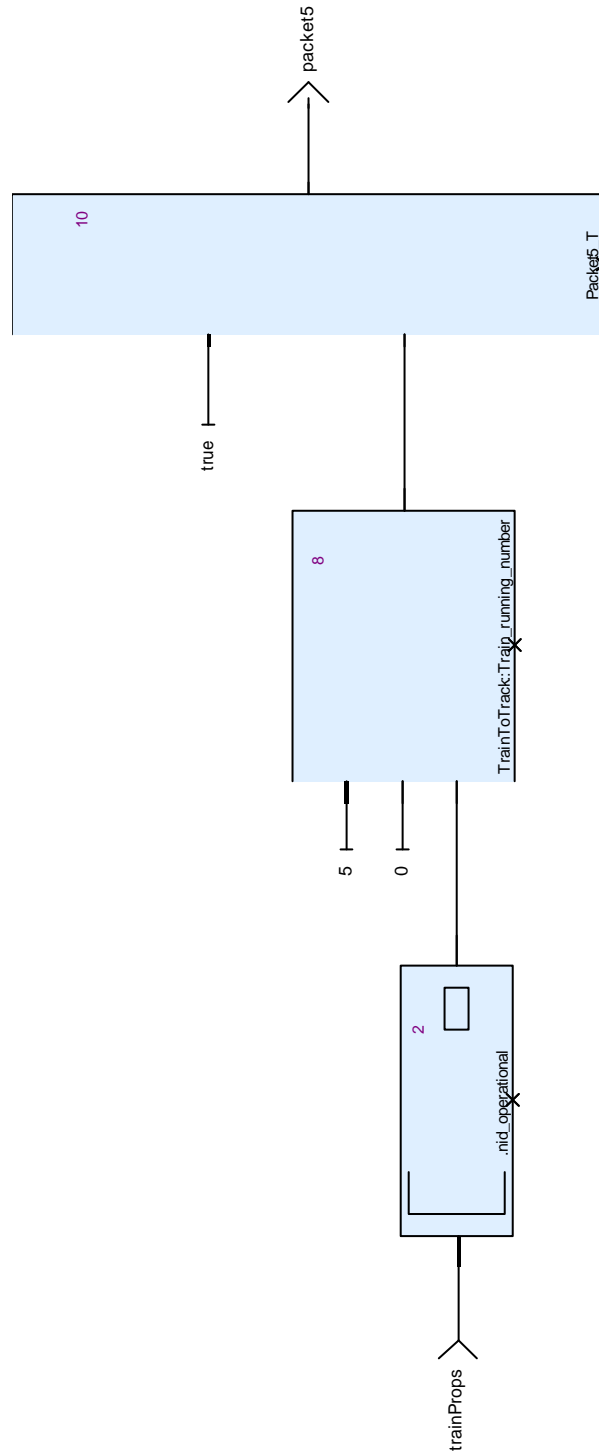 packet5
10
Packet5_T
true
8
TrainToTrack::Train_running_number
5
0
2
.nid_operational
trainProps